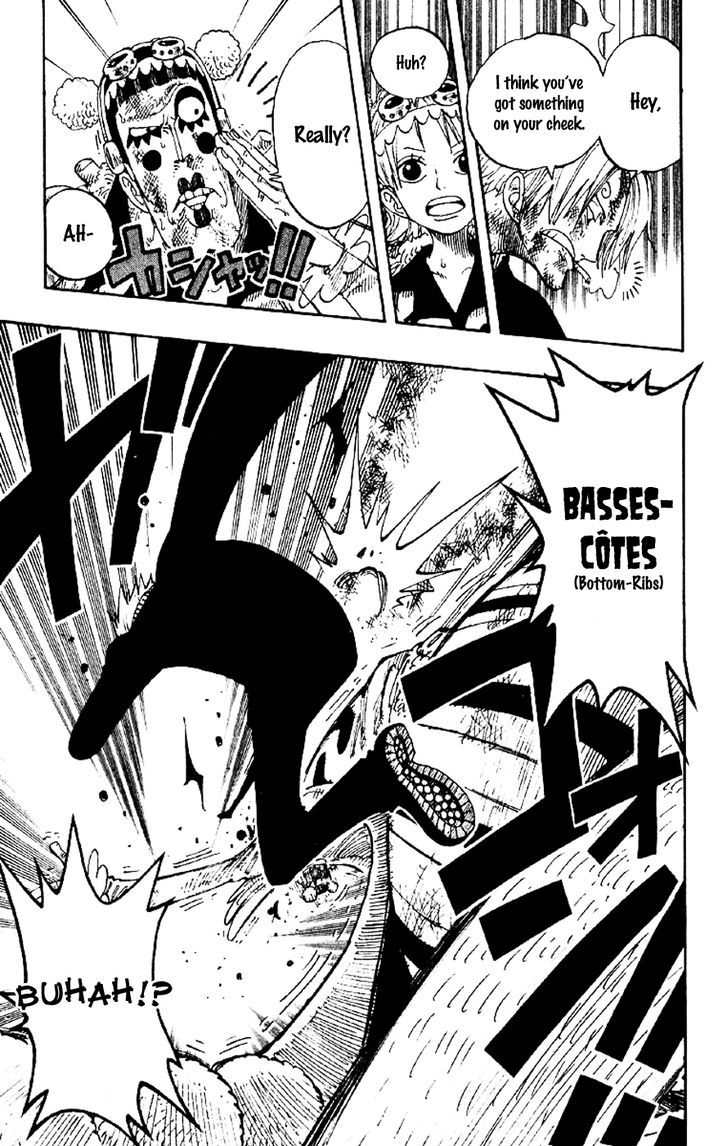 Hey,
I think you've
got something
on your cheek.
Huh?
Really?
AH-
カシャッ!!
BASSES-
CÔTES
(Bottom-Ribs)
BUHAH!?